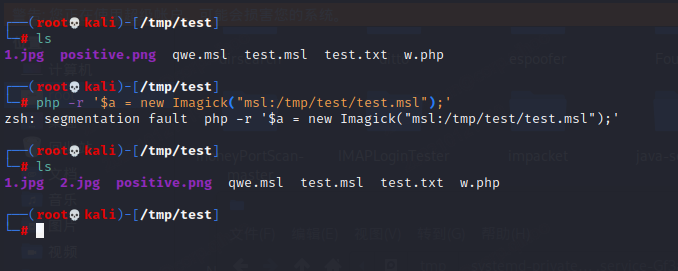 ┌──(root💀kali)-[/tmp/test]
└─# ls
1.jpg  positive.png  qwe.msl  test.msl  test.txt  w.php
┌──(root💀kali)-[/tmp/test]
└─# php -r '$a = new Imagick("msl:/tmp/test/test.msl");'
zsh: segmentation fault  php -r '$a = new Imagick("msl:/tmp/test/test.msl");'
┌──(root💀kali)-[/tmp/test]
└─# ls
1.jpg  2.jpg  positive.png  qwe.msl  test.msl  test.txt  w.php
┌──(root💀kali)-[/tmp/test]
└─#